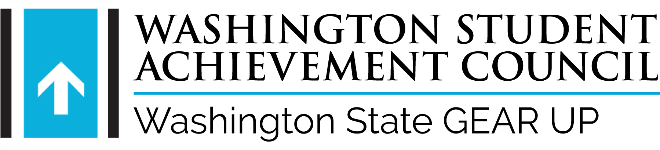 WASHINGTON STUDENT
ACHIEVEMENT COUNCIL
Washington State GEAR UP